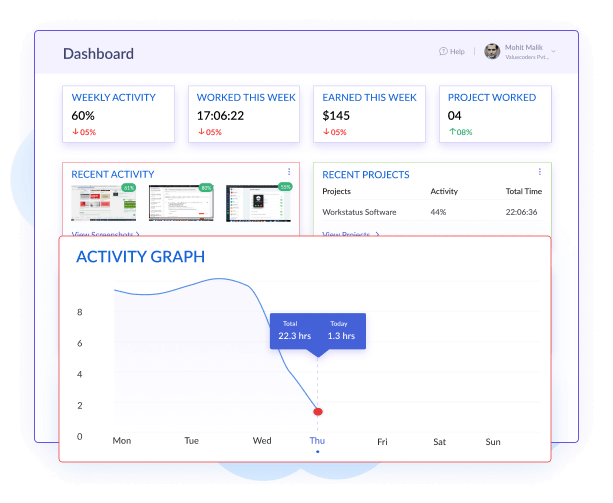 Dashboard
Help
Mohit Malik
Valuecoders Pvt...
WEEKLY ACTIVITY
60%
05%
WORKED THIS WEEK
17:06:22
05%
EARNED THIS WEEK
$145
05%
PROJECT WORKED
04
08%
RECENT ACTIVITY
61%
80%
55%
View Screenshots >
RECENT PROJECTS
Projects Activity Total Time
Workstatus Software 44% 22:06:36
View Projects >
ACTIVITY GRAPH
Total Today
22.3 hrs 1.3 hrs
8
6
4
2
0
Mon Tue Wed Thu Fri Sat Sun